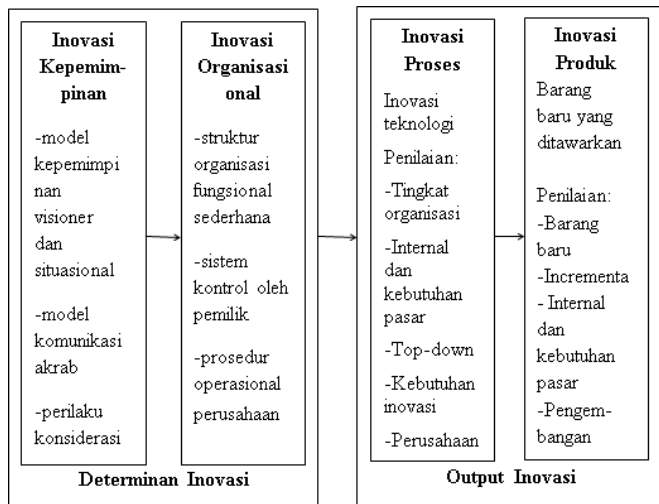 Inovasi
Kepemim-
pinan
-model
kepemimpi
nan
visioner
dan
situasional
-model
komunikasi
akrab
-perilaku
konsiderasi
Inovasi
Organisasi
onal
-struktur
organisasi
fungsional
sederhana
-sistem
kontrol oleh
pemilik
-prosedur
operasional
perusahaan
Determinan Inovasi
Inovasi
Proses
Inovasi
teknologi
Penilaian:
-Tingkat
organisasi
-Internal
dan
kebutuhan
pasar
-Top-down
-Kebutuhan
inovasi
-Perusahaan
Inovasi
Produk
Barang
baru yang
ditawarkan
Penilaian:
-Barang
baru
-Incrementa
- Internal
dan
kebutuhan
pasar
-Pengem-
bangan
Output Inovasi